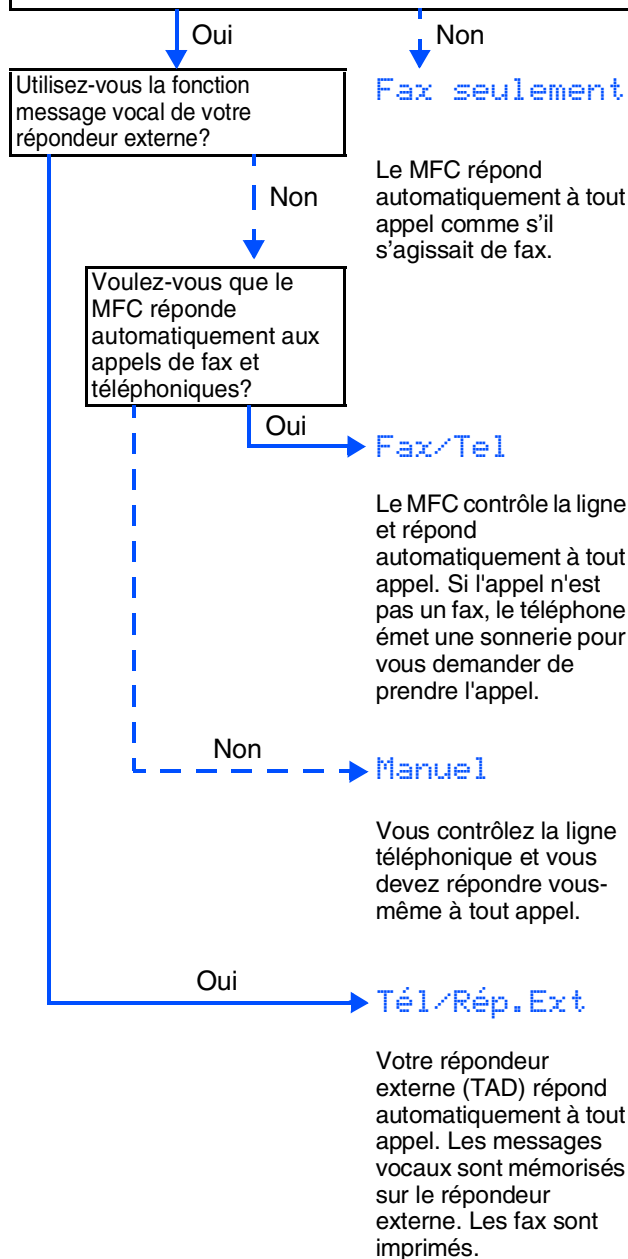 Oui
Non
Utilisez-vous la fonction
message vocal de votre
répondeur externe?
Fax seulement
Le MFC répond
automatiquement à tout
appel comme s’il
s’agissait de fax.
Non
Voulez-vous que le
MFC réponde
automatiquement aux
appels de fax et
téléphoniques?
Oui
Fax/Tel
Le MFC contrôle la ligne
et répond
automatiquement à tout
appel. Si l'appel n'est
pas un fax, le téléphone
émet une sonnerie pour
vous demander de
prendre l'appel.
Non
Manuel
Vous contrôlez la ligne
téléphonique et vous
devez répondre vous-
même à tout appel.
Oui
Tél/Rép.Ext
Votre répondeur
externe (TAD) répond
automatiquement à tout
appel. Les messages
vocaux sont mémorisés
sur le répondeur
externe. Les fax sont
imprimés.